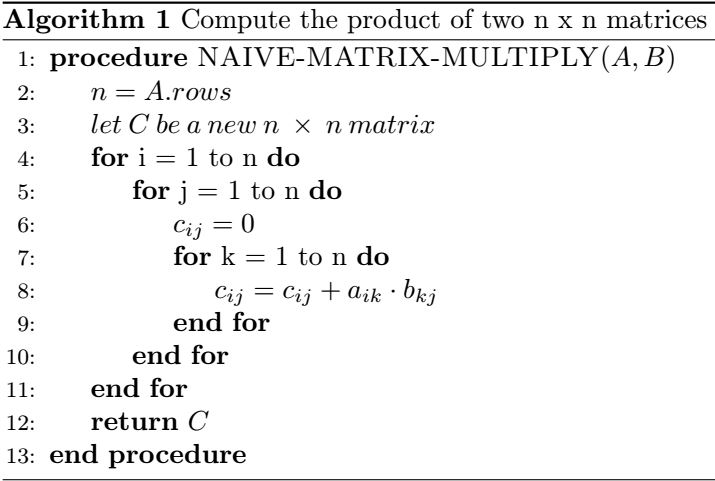 Algorithm 1 Compute the product of two n x n matrices
1: procedure NAIVE-MATRIX-MULTIPLY(A, B)
2: n = A.rows
3: let C be a new n × n matrix
4: for i = 1 to n do
5: for j = 1 to n do
6: c_{ij} = 0
7: for k = 1 to n do
8: c_{ij} = c_{ij} + a_{ik} · b_{kj}
9: end for
10: end for
11: end for
12: return C
13: end procedure